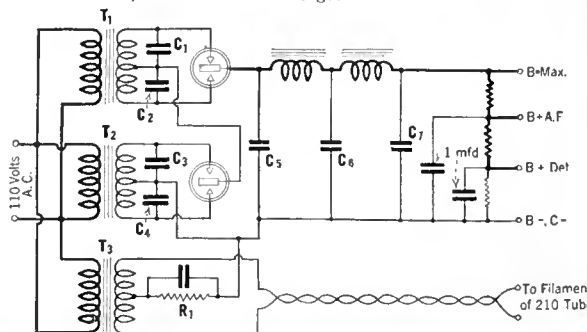 T1
C1
C2
110 Volts
A.C.
T2
C3
C4
C5
C6
C7
1 mfd
B+Max.
B+A.F
B + Det
B-, C-
T3
R1
To Filamen
of 210 Tub